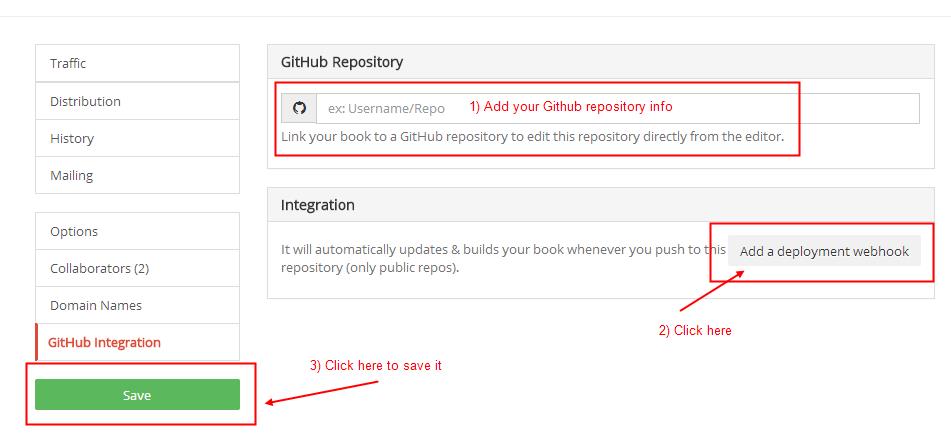 Traffic
Distribution
History
Mailing
Options
Collaborators (2)
Domain Names
GitHub Integration
Save
3) Click here to save it
GitHub Repository
ex: Username/Repo
1) Add your Github repository info
Link your book to a GitHub repository to edit this repository directly from the editor.
Integration
It will automatically updates & builds your book whenever you push to this
repository (only public repos).
Add a deployment webhook
2) Click here